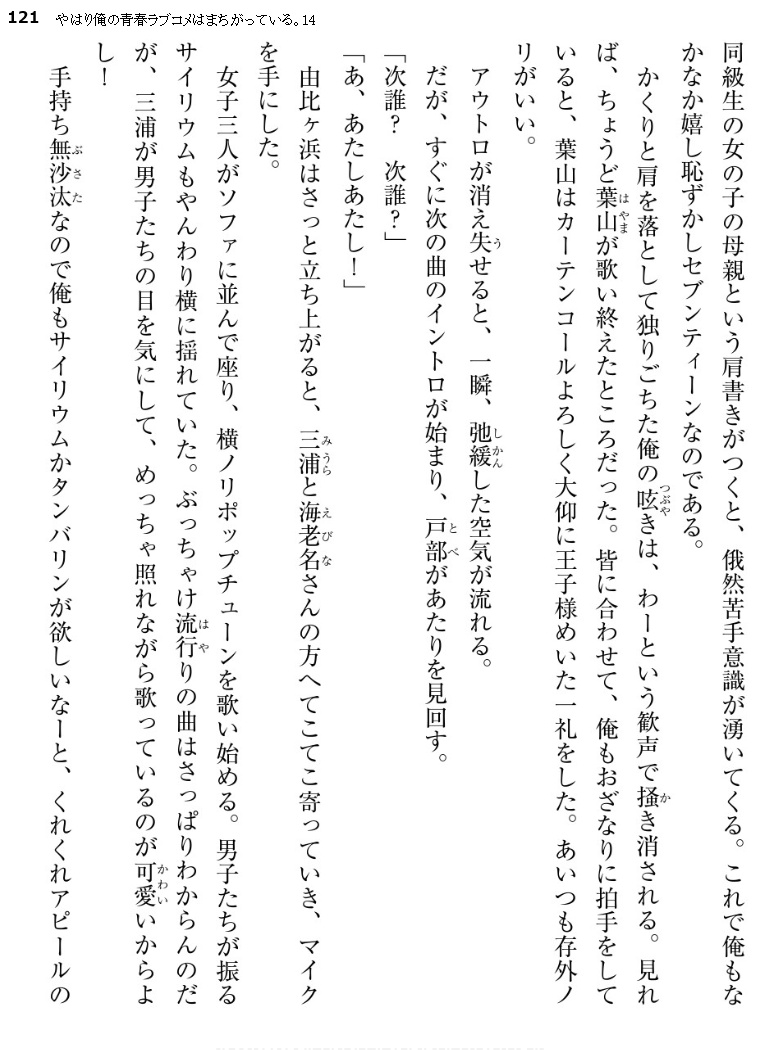 121 やはり俺の青春ラブコメはまちがっている。14
同級生の女の子の母親という肩書きがつくと、俄然苦手意識が湧いてくる。これで俺もな
かなか嬉し恥ずかしセブンティーンなのである。
かくりと肩を落として独りごちた俺の呟きは、わーという歓声で掻き消される。見れ
ば、ちょうど葉山が歌い終えたところだった。皆に合わせて、俺もおざなりに拍手をして
いると、葉山はカーテンコールよろしく大仰に王子様めいた一礼をした。あいつも存外ノ
リがいい。
アウトロが消え失せると、一瞬、弛緩した空気が流れる。
だが、すぐに次の曲のイントロが始まり、戸部があたりを見回す。
「次誰?　次誰?」
「あ、あたしあたし!」
由比ヶ浜はさっと立ち上がると、三浦と海老名さんの方へてこてこ寄っていき、マイク
を手にした。
女子三人がソファに並んで座り、横ノリポップチューンを歌い始める。男子たちが振る
サイリウムもやんわり横に揺れていた。ぶっちゃけ流行りの曲はさっぱりわからんのだ
が、三浦が男子たちの目を気にして、めっちゃ照れながら歌っているのが可愛いからよ
し!
手持ち無沙汰なので俺もサイリウムかタンバリンが欲しいなーと、くれくれアピールの